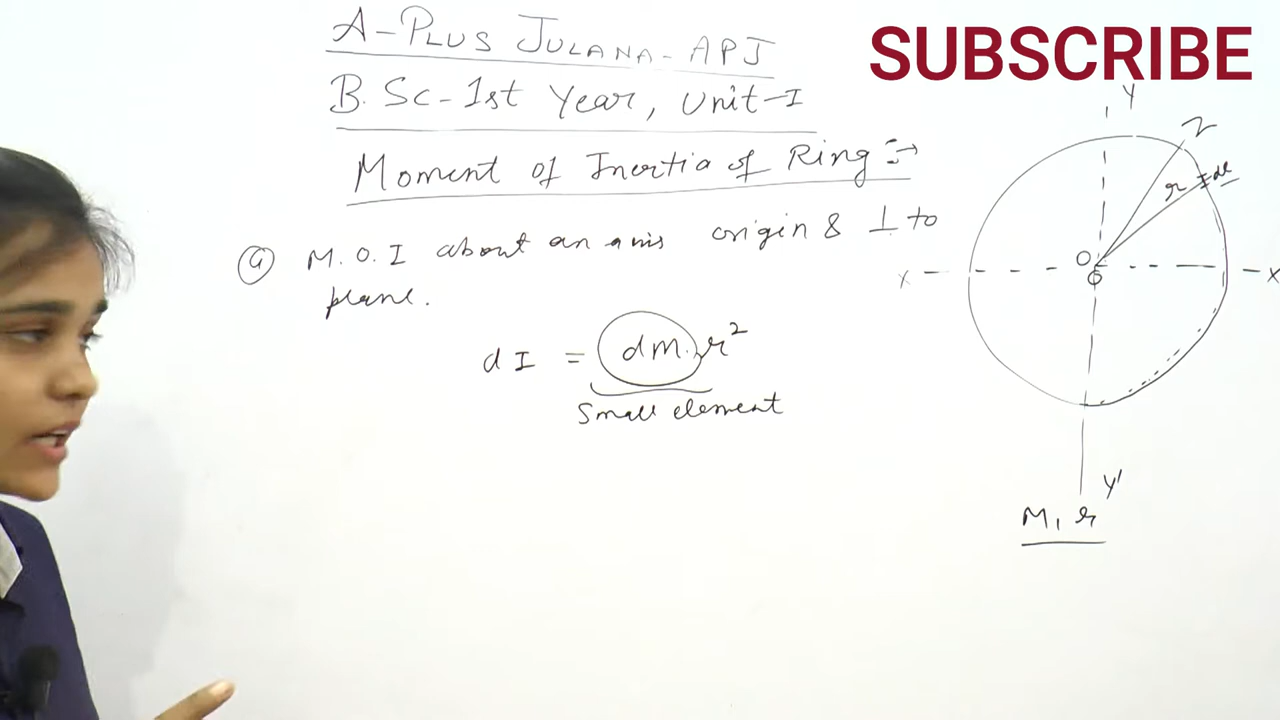 A-PLUS JULANA-APJ
SUBSCRIBE
B.Sc-1st Year, Unit-I
Moment of Inertia of Ring :→
(a) M.O.I about an axis origin & ⊥ to
plane.
dI = dm.r²
Small element
Y
Z
r
dl
O
X
X
Y'
M, r